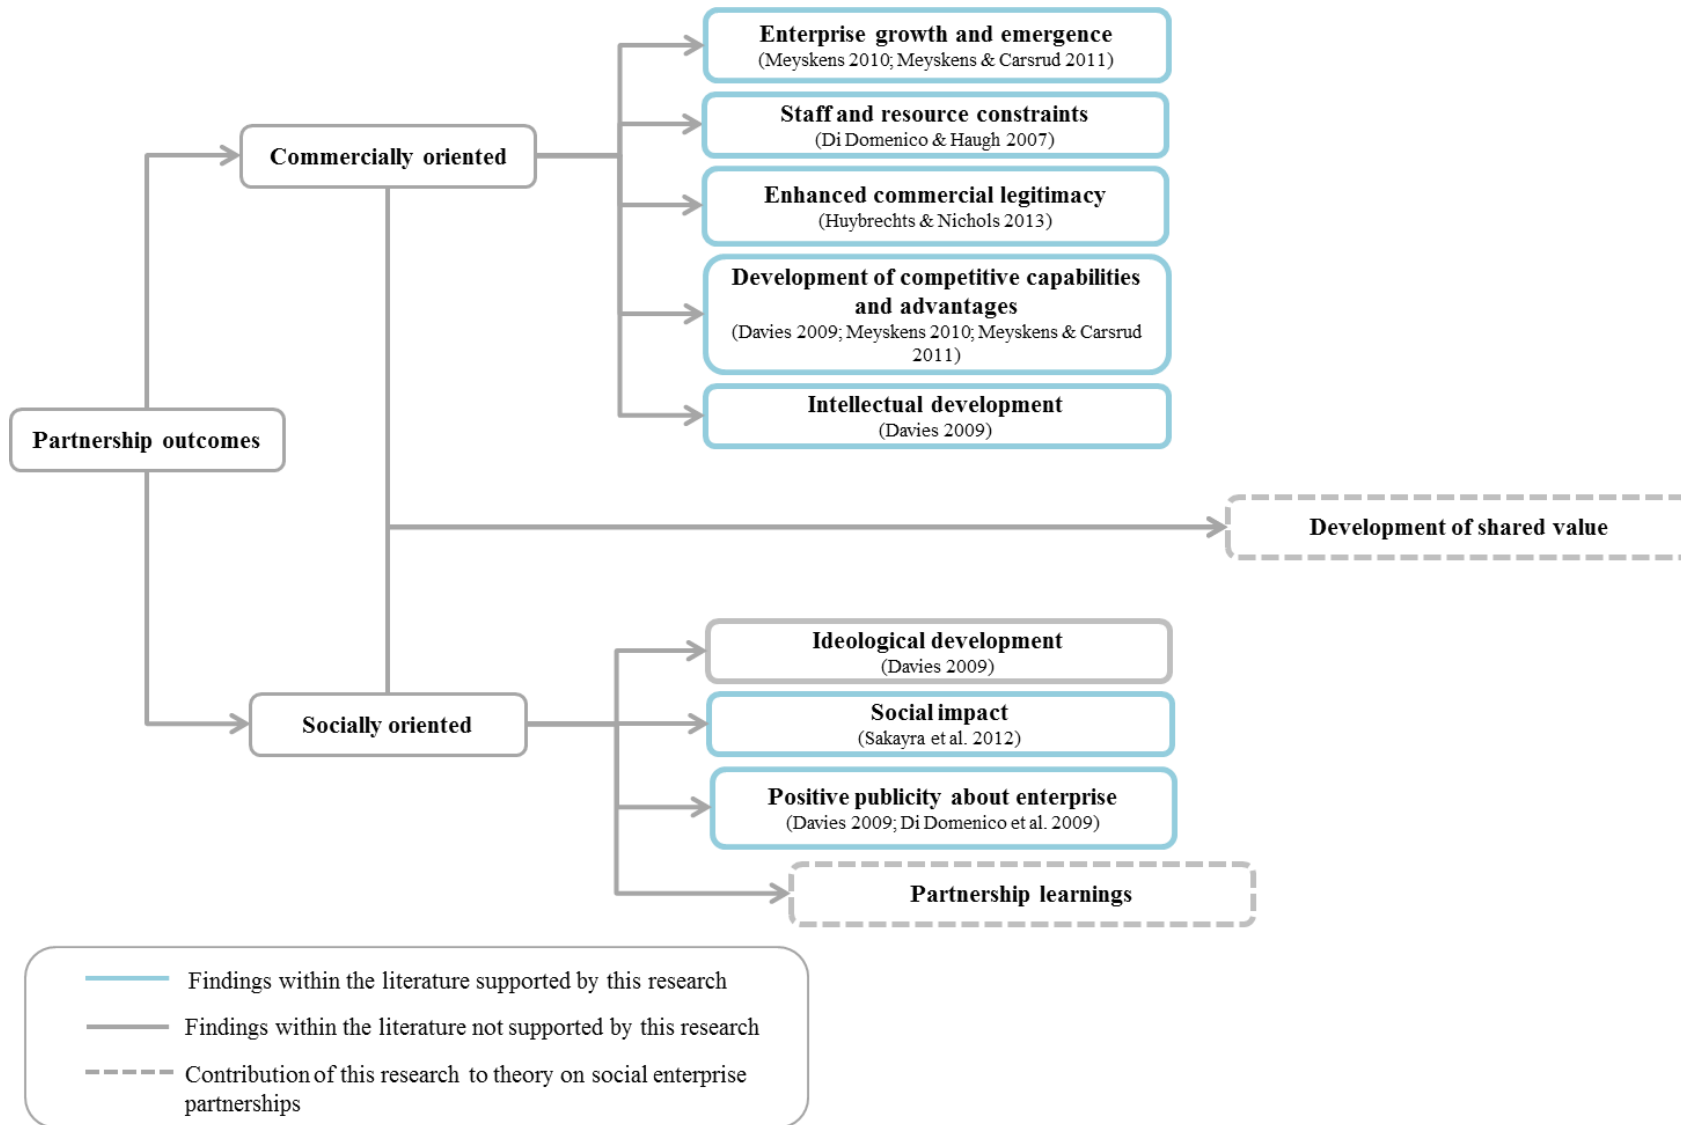 Enterprise growth and emergence
(Meyskens 2010; Meyskens & Carsrud 2011)
Staff and resource constraints
(Di Domenico & Haugh 2007)
Commercially oriented
Enhanced commercial legitimacy
(Huybrechts & Nichols 2013)
Development of competitive capabilities
and advantages
(Davies 2009; Meyskens 2010; Meyskens & Carsrud
2011)
Intellectual development
(Davies 2009)
Partnership outcomes
Development of shared value
Ideological development
(Davies 2009)
Socially oriented
Social impact
(Sakayra et al. 2012)
Positive publicity about enterprise
(Davies 2009; Di Domenico et al. 2009)
Partnership learnings
Findings within the literature supported by this research
Findings within the literature not supported by this research
Contribution of this research to theory on social enterprise
partnerships